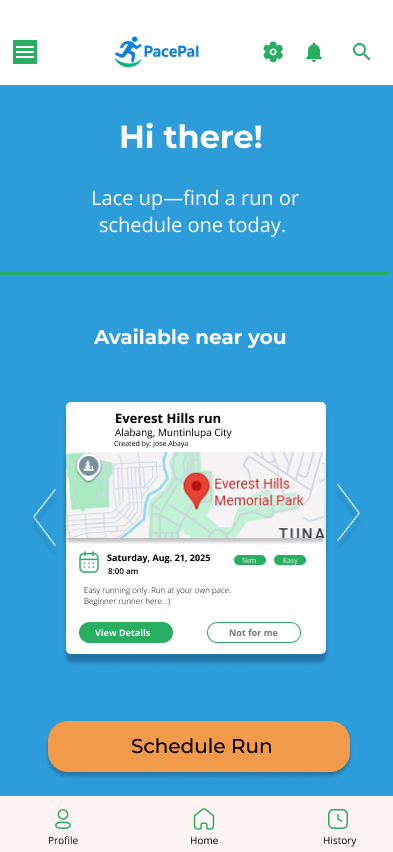 PacePal
Hi there!
Lace up—find a run or
schedule one today.
Available near you
Everest Hills run
Alabang, Muntinlupa City
Created by: Jose Abaya
Everest Hills
Memorial Park
TUNA
Saturday, Aug. 21, 2025
8:00 am
5km
Easy
Easy running only. Run at your own pace.
Beginner runner here. :)
View Details
Not for me
Schedule Run
Profile
Home
History